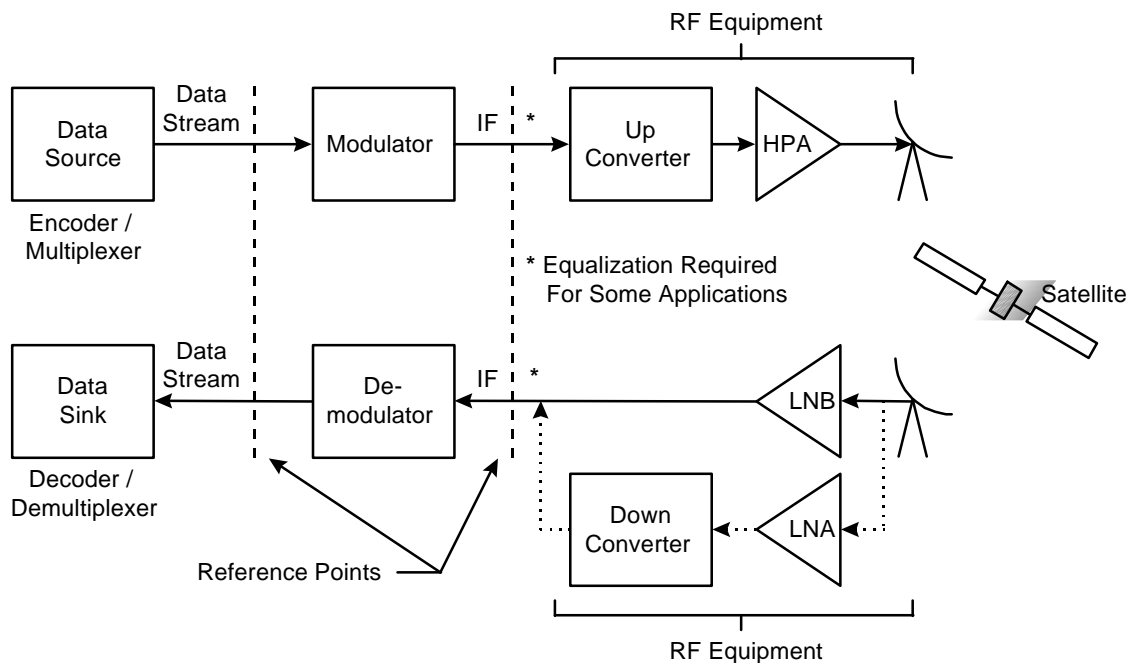 RF Equipment
Data
Source
Data
Stream
Modulator
IF
*
Up
Converter
HPA
Encoder /
Multiplexer
* Equalization Required
For Some Applications
Satellite
Data
Sink
Data
Stream
De-
modulator
IF
*
LNB
Decoder /
Demultiplexer
Down
Converter
LNA
Reference Points
RF Equipment